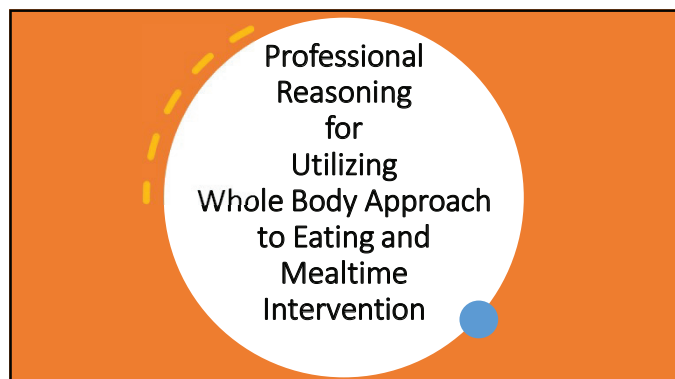 Professional
Reasoning
for
Utilizing
Whole Body Approach
to Eating and
Mealtime
Intervention